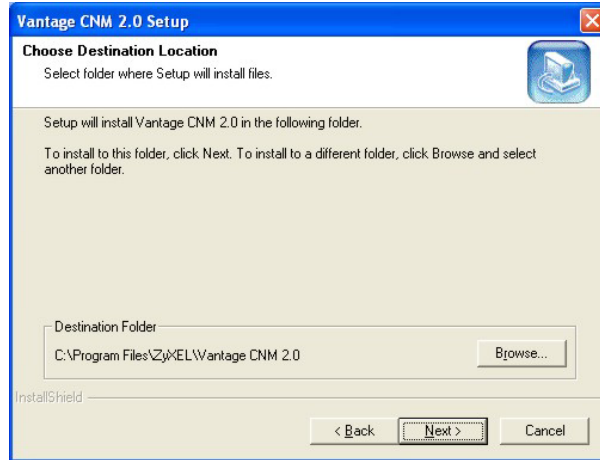 Vantage CNM 2.0 Setup
Choose Destination Location
Select folder where Setup will install files.
Setup will install Vantage CNM 2.0 in the following folder.
To install to this folder, click Next. To install to a different folder, click Browse and select
another folder.
Destination Folder
C:\Program Files\ZyXEL\Vantage CNM 2.0
Browse...
InstallShield
< Back
Next >
Cancel